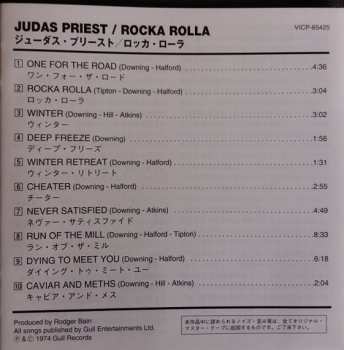 JUDAS PRIEST / ROCKA ROLLA VICP-65425
ジューダス・プリースト／ロッカ・ローラ
1 ONE FOR THE ROAD (Downing - Halford) 4:36
ワン・フォー・ザ・ロード
2 ROCKA ROLLA (Tipton - Downing - Halford) 3:04
ロッカ・ローラ
3 WINTER (Downing - Hill - Atkins) 3:02
ウィンター
4 DEEP FREEZE (Downing) 1:56
ディープ・フリーズ
5 WINTER RETREAT (Downing - Halford) 1:31
ウィンター・リトリート
6 CHEATER (Downing - Halford) 2:55
チーター
7 NEVER SATISFIED (Downing - Atkins) 4:49
ネヴァー・サティスファイド
8 RUN OF THE MILL (Downing - Halford - Tipton) 8:33
ラン・オブ・ザ・ミル
9 DYING TO MEET YOU (Downing - Halford) 6:18
ダイイング・トゥ・ミート・ユー
10 CAVIAR AND METHS (Downing - Hill - Atkins) 2:04
キャビア・アンド・メス
Produced by Rodger Bain
All songs published by Gull Entertainments Ltd.
Ⓟ & © 1974 Gull Records